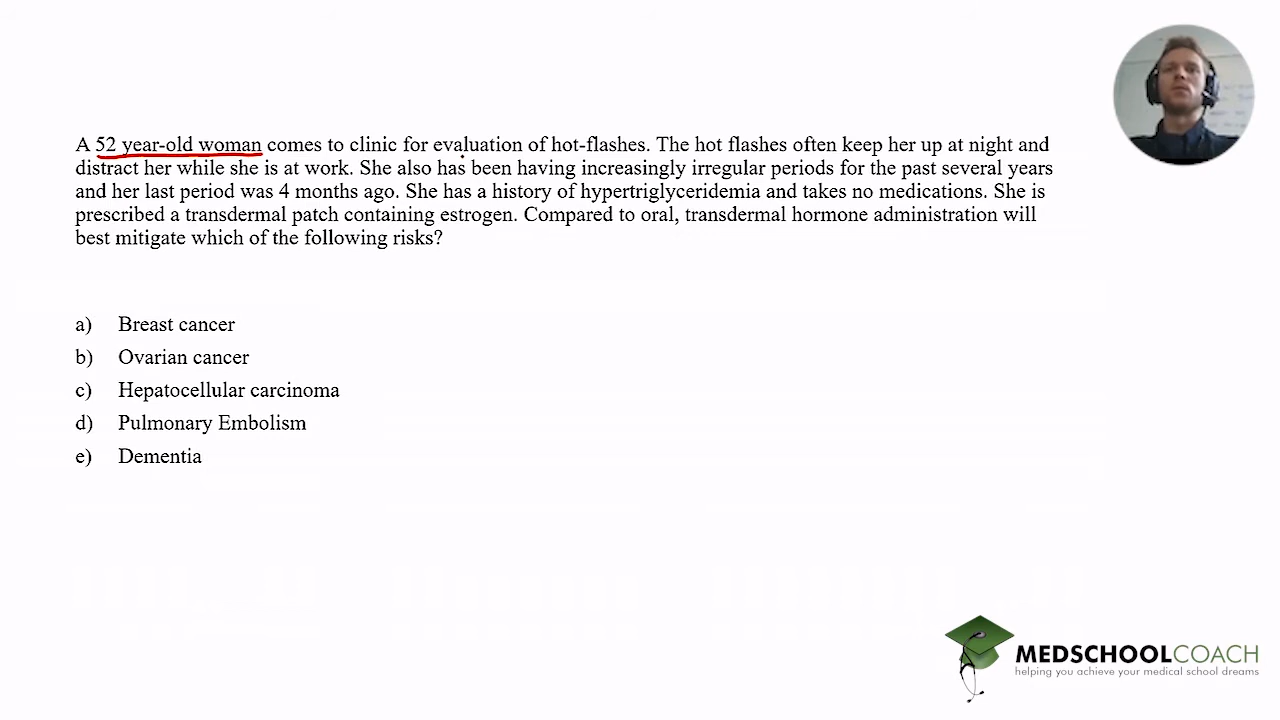 A 52 year-old woman comes to clinic for evaluation of hot-flashes. The hot flashes often keep her up at night and
distract her while she is at work. She also has been having increasingly irregular periods for the past several years
and her last period was 4 months ago. She has a history of hypertriglyceridemia and takes no medications. She is
prescribed a transdermal patch containing estrogen. Compared to oral, transdermal hormone administration will
best mitigate which of the following risks?
a) Breast cancer
b) Ovarian cancer
c) Hepatocellular carcinoma
d) Pulmonary Embolism
e) Dementia
MEDSCHOOLCOACH
helping you achieve your medical school dreams